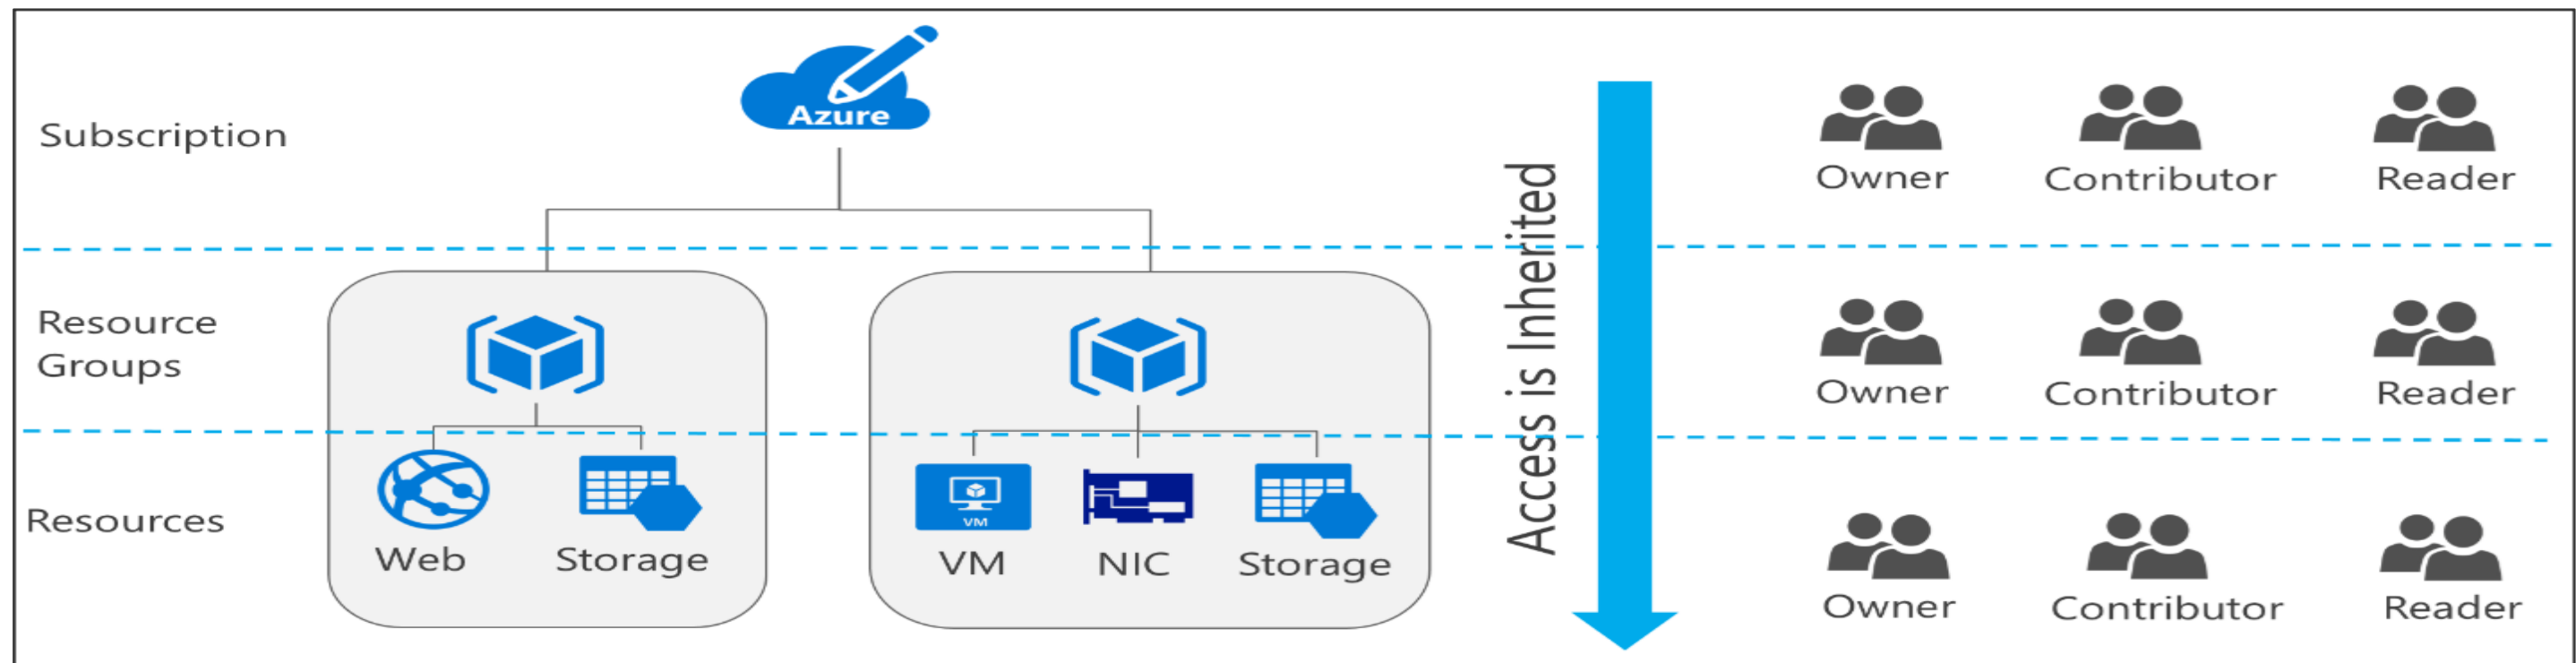 Azure
Subscription
Owner Contributor Reader
Access is Inherited
Resource
Groups
Owner Contributor Reader
Resources
VM
Web Storage
VM NIC Storage
Owner Contributor Reader